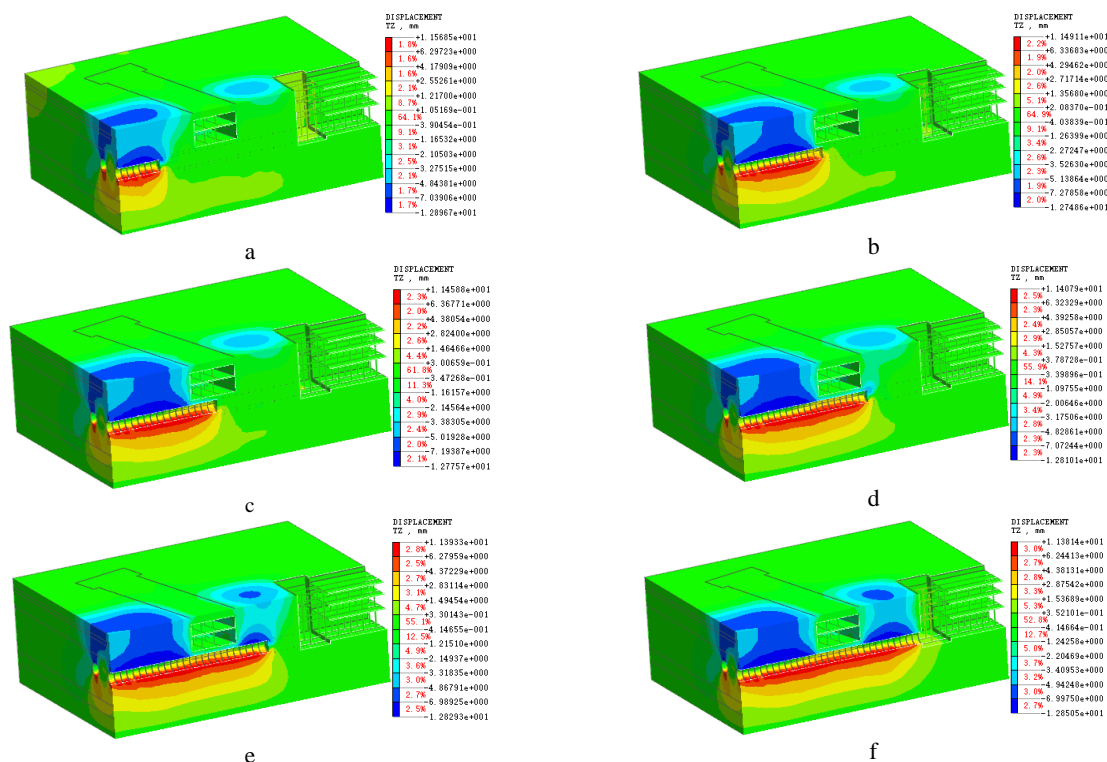 DISPLACEMENT
TZ , mm
+1.15685e+001
1.8%
+6.29723e+000
1.6%
+4.17909e+000
1.6%
+2.55261e+000
2.1%
+1.21700e+000
8.7%
+1.05169e-001
64.1%
-3.90454e-001
9.1%
-1.16532e+000
3.1%
-2.10503e+000
2.5%
-3.27515e+000
2.1%
-4.84381e+000
1.7%
-7.03906e+000
1.7%
-1.28967e+001
a
DISPLACEMENT
TZ , mm
+1.14911e+001
2.2%
+6.33683e+000
1.9%
+4.29462e+000
2.0%
+2.71714e+000
2.6%
+1.35680e+000
5.1%
+2.08370e-001
64.9%
-4.03839e-001
9.1%
-1.26399e+000
3.4%
-2.27247e+000
2.6%
-3.52630e+000
2.3%
-5.13864e+000
1.9%
-7.27858e+000
2.0%
-1.27486e+001
b
DISPLACEMENT
TZ , mm
+1.14588e+001
2.3%
+6.36771e+000
2.0%
+4.38054e+000
2.2%
+2.82400e+000
2.6%
+1.46466e+000
4.4%
+3.00659e-001
61.8%
-3.47268e-001
11.3%
-1.16157e+000
4.0%
-2.14564e+000
2.9%
-3.38305e+000
2.4%
-5.01928e+000
2.0%
-7.19387e+000
2.1%
-1.27757e+001
c
DISPLACEMENT
TZ , mm
+1.14079e+001
2.5%
+6.32329e+000
2.3%
+4.39258e+000
2.4%
+2.85057e+000
2.9%
+1.52757e+000
4.3%
+3.78728e-001
55.9%
-3.39896e-001
14.1%
-1.09755e+000
4.9%
-2.00646e+000
3.4%
-3.17506e+000
2.8%
-4.82861e+000
2.3%
-7.07244e+000
2.3%
-1.28101e+001
d
DISPLACEMENT
TZ , mm
+1.13933e+001
2.8%
+6.27959e+000
2.5%
+4.37229e+000
2.7%
+2.83114e+000
3.1%
+1.49454e+000
4.7%
+3.30143e-001
55.1%
-4.14655e-001
12.5%
-1.21510e+000
4.9%
-2.14937e+000
3.6%
-3.31835e+000
3.0%
-4.86791e+000
2.7%
-6.98925e+000
2.5%
-1.28293e+001
e
DISPLACEMENT
TZ , mm
+1.13814e+001
3.0%
+6.24413e+000
2.7%
+4.38131e+000
2.8%
+2.87542e+000
3.3%
+1.53689e+000
5.3%
+3.52101e-001
52.8%
-4.14664e-001
12.7%
-1.24258e+000
5.0%
-2.20469e+000
3.7%
-3.40953e+000
3.2%
-4.94248e+000
3.0%
-6.99750e+000
2.7%
-1.28505e+001
f